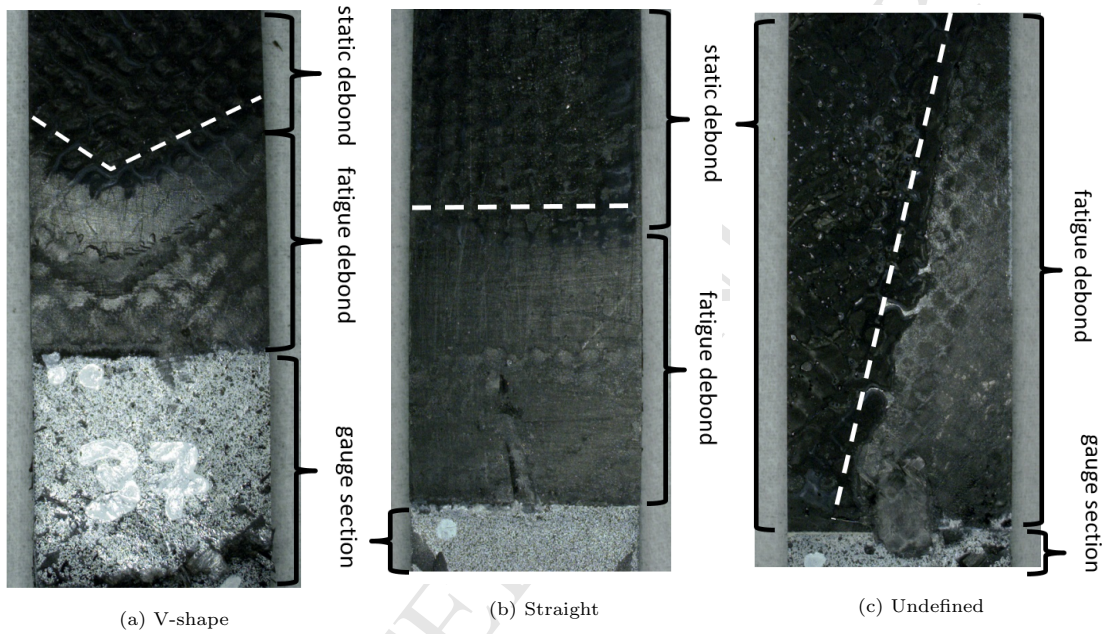 static debond
fatigue debond
gauge section
27
static debond
fatigue debond
gauge section
fatigue debond
gauge section
(a) V-shape
(b) Straight
(c) Undefined